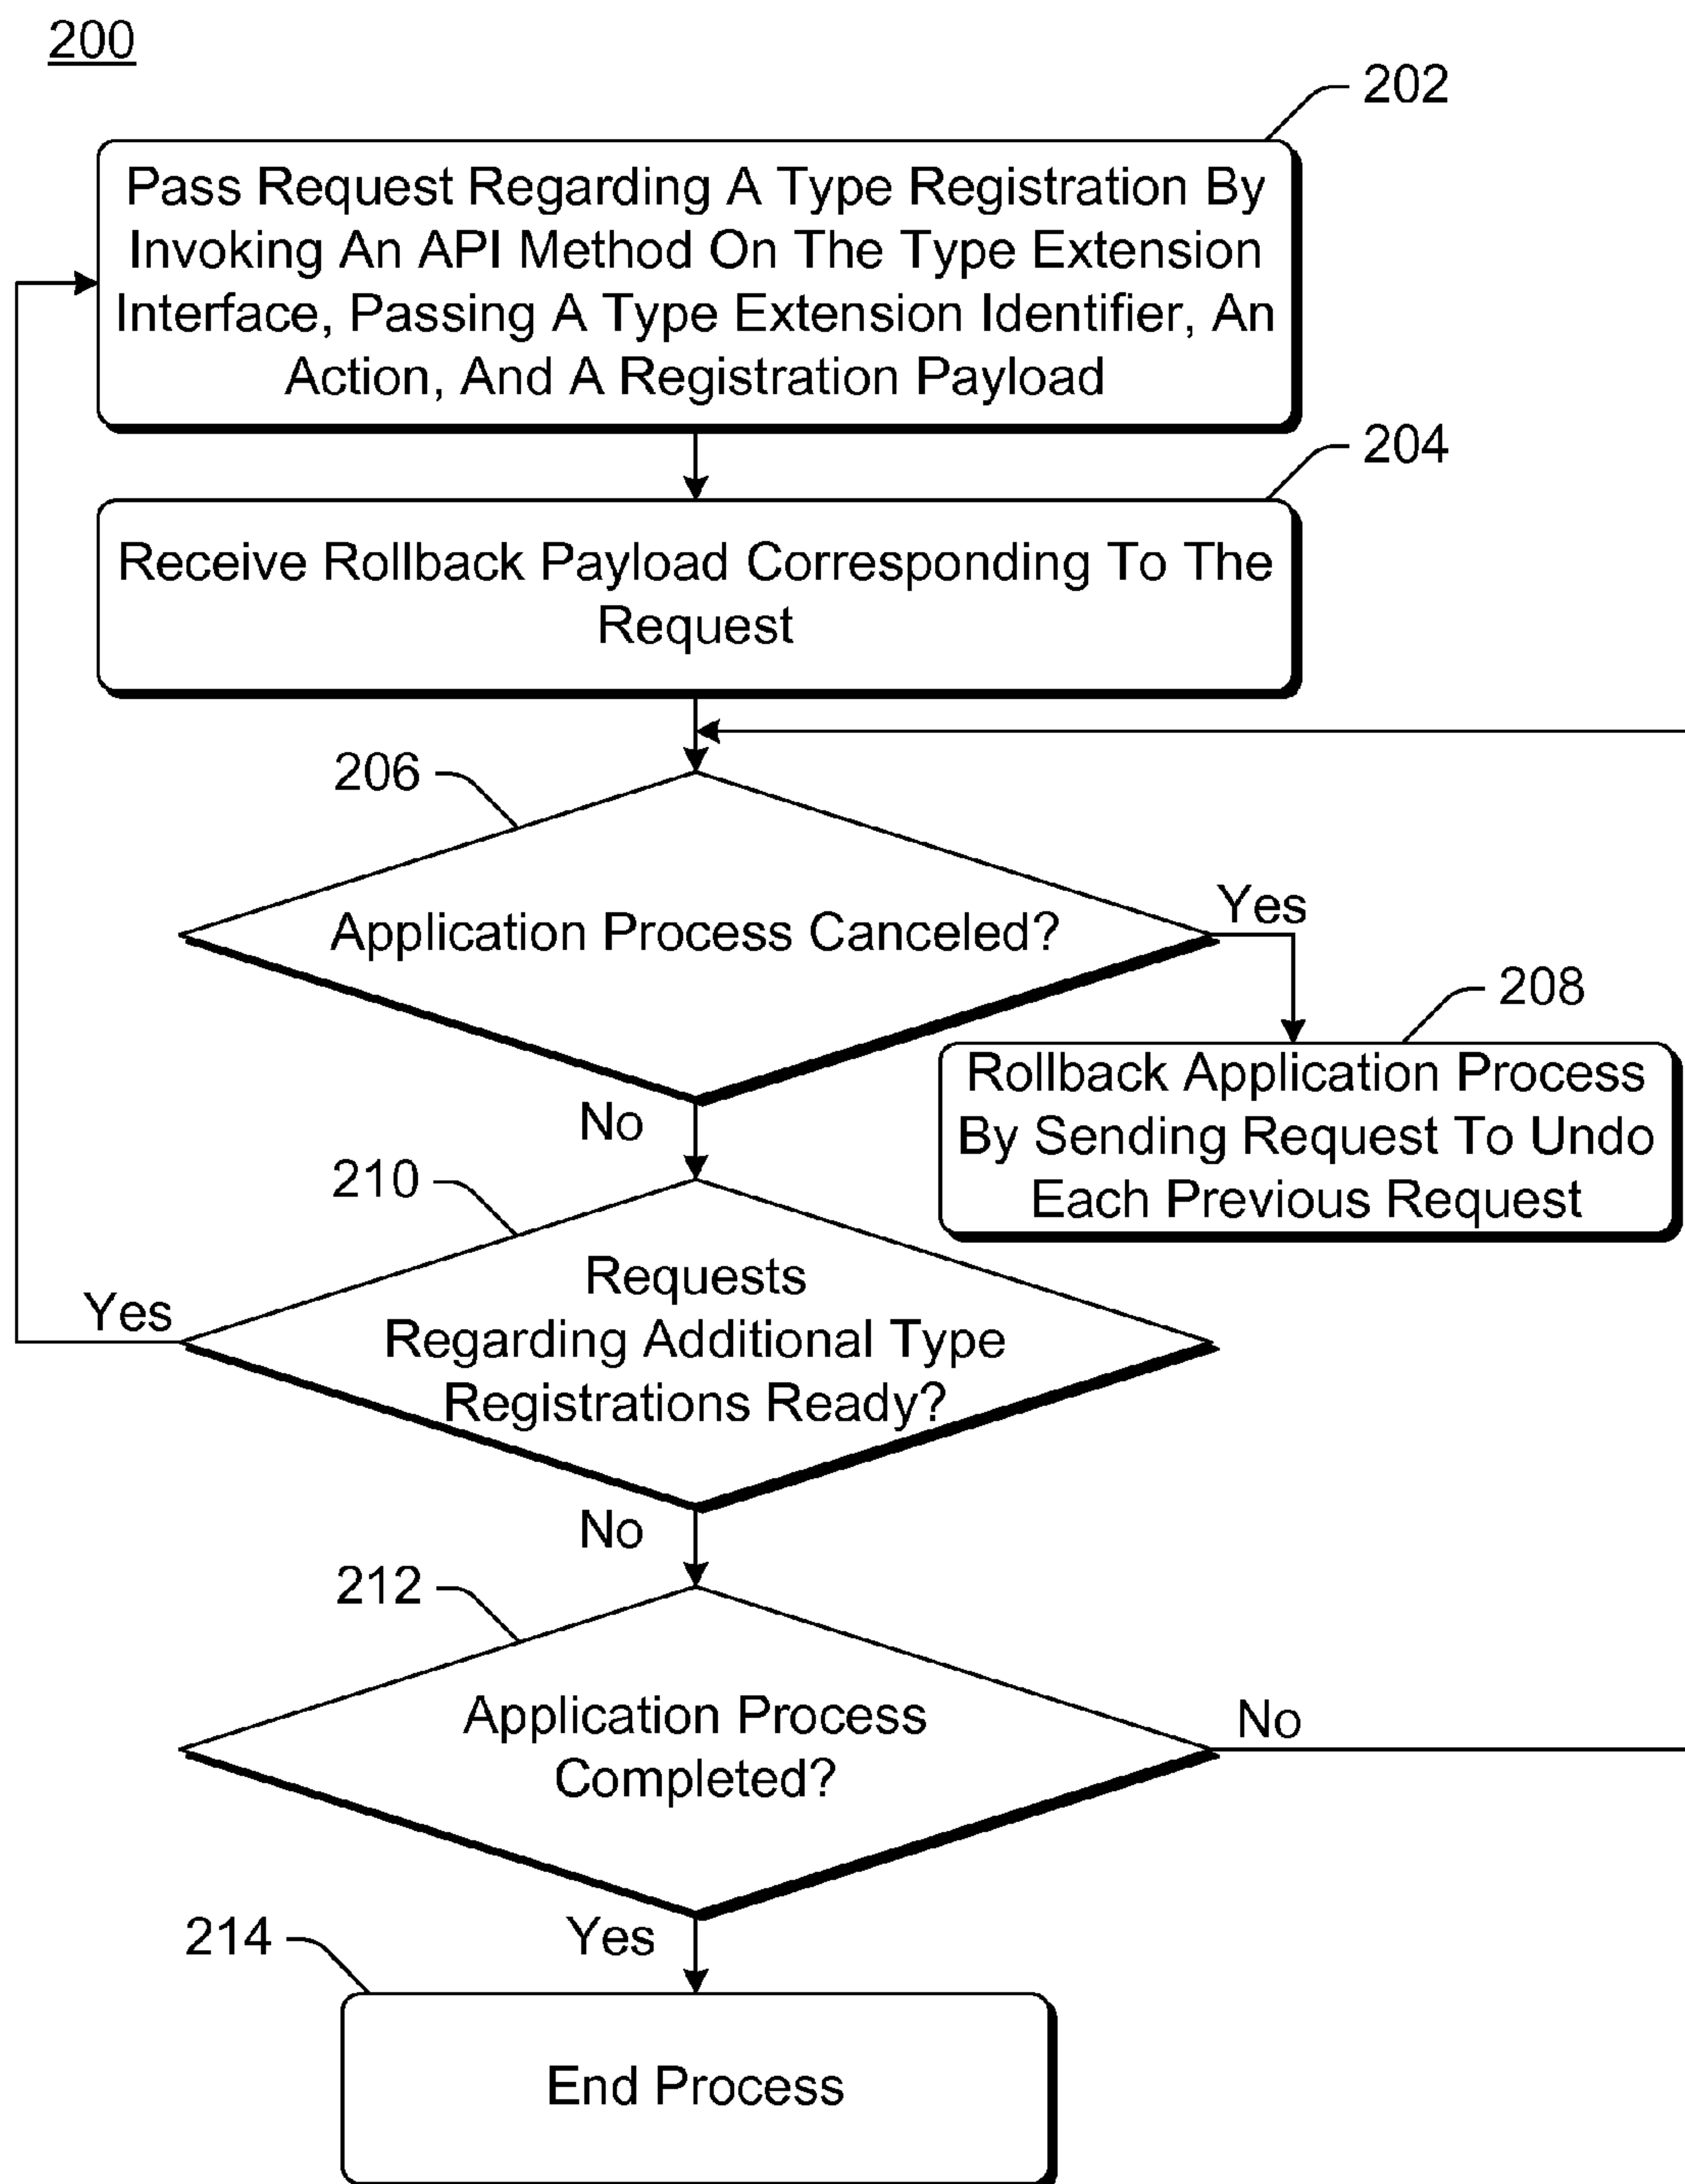 200
202
Pass Request Regarding A Type Registration By
Invoking An API Method On The Type Extension
Interface, Passing A Type Extension Identifier, An
Action, And A Registration Payload
204
Receive Rollback Payload Corresponding To The
Request
206
Application Process Canceled?
Yes
208
Rollback Application Process
By Sending Request To Undo
Each Previous Request
No
210
Requests
Regarding Additional Type
Registrations Ready?
Yes
No
212
Application Process
Completed?
No
Yes
214
End Process